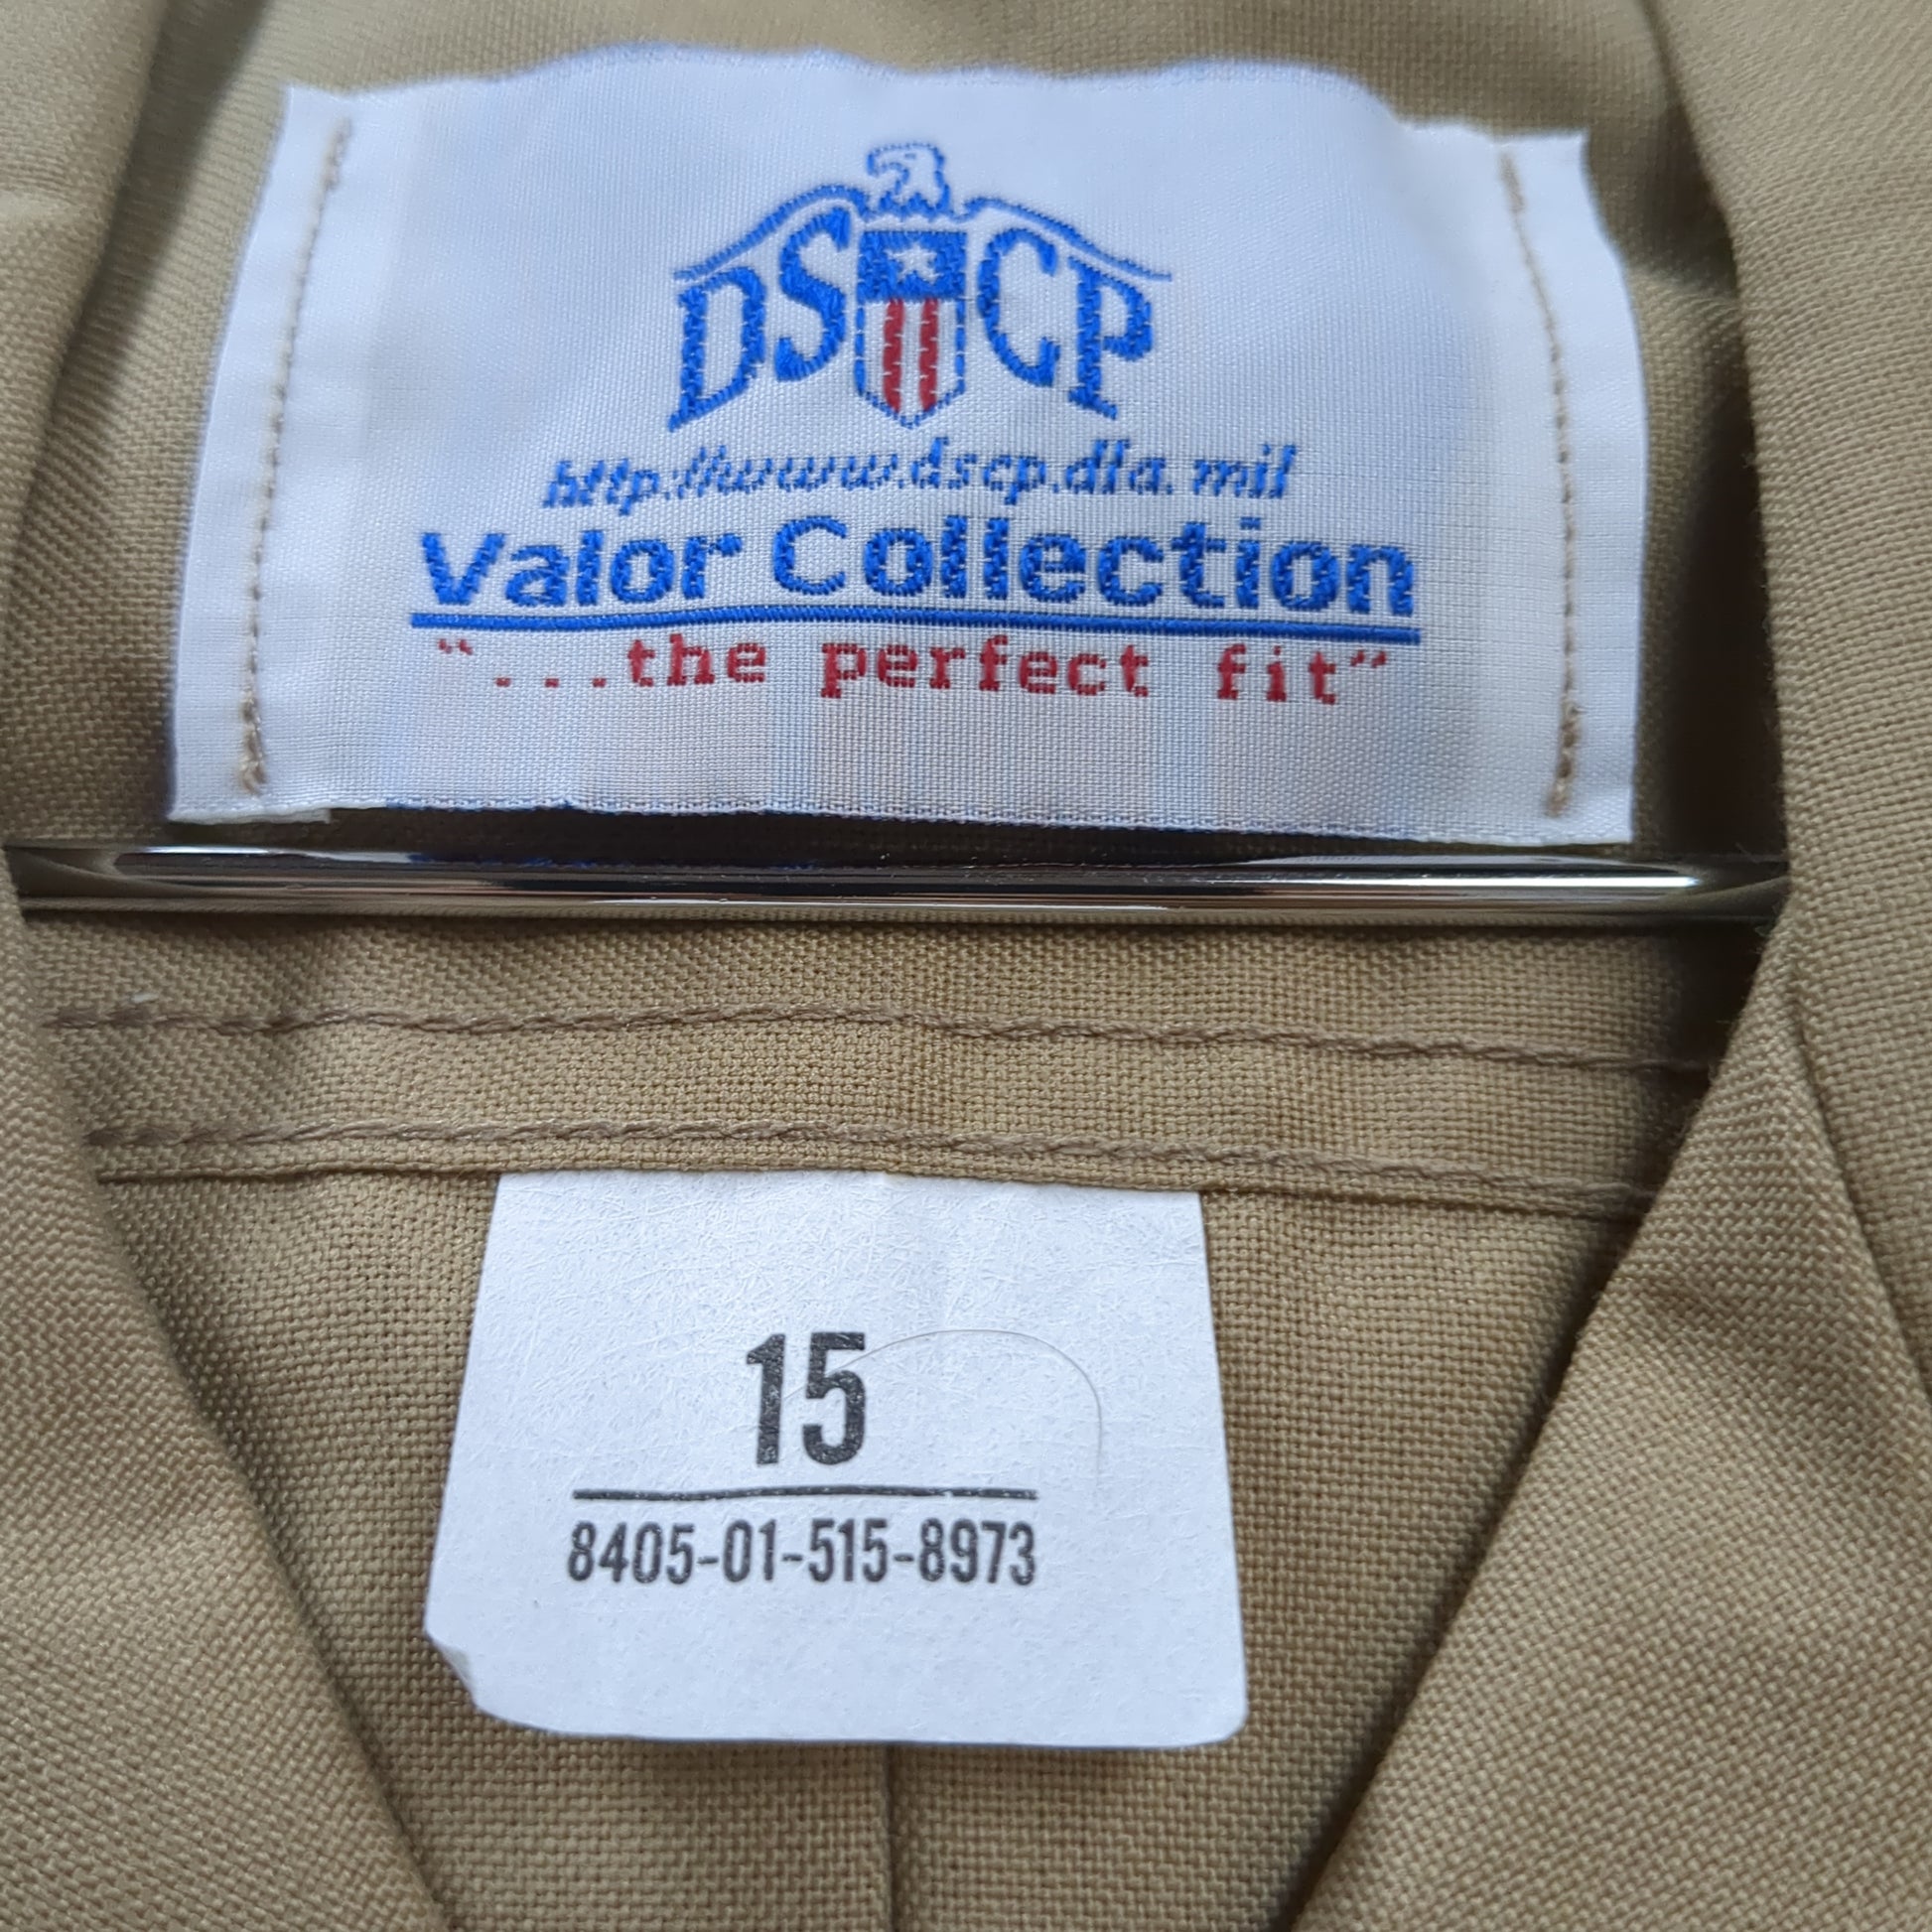 DSCP
http://www.dscp.dla.mil
Valor Collection
"...the perfect fit"
15
8405-01-515-8973